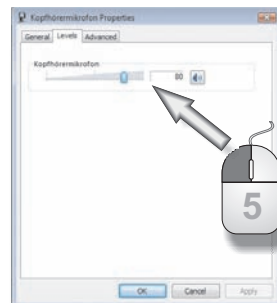 Kopfhörermikrofon Properties
General Levels Advanced
Kopfhörermikrofon
80
5
OK Cancel Apply